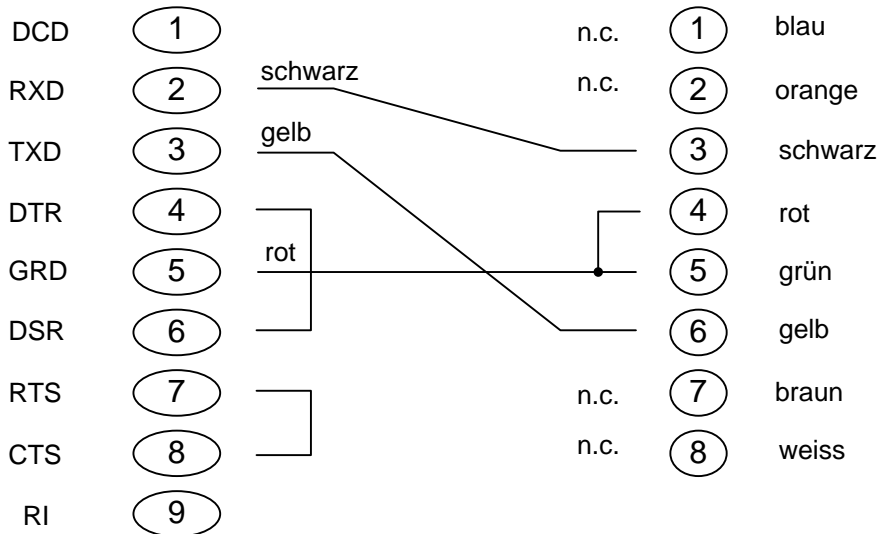 DCD 1 n.c. 1 blau
RXD 2 schwarz n.c. 2 orange
TXD 3 gelb 3 schwarz
DTR 4 4 rot
GRD 5 rot 5 grün
DSR 6 6 gelb
RTS 7 n.c. 7 braun
CTS 8 n.c. 8 weiss
RI 9